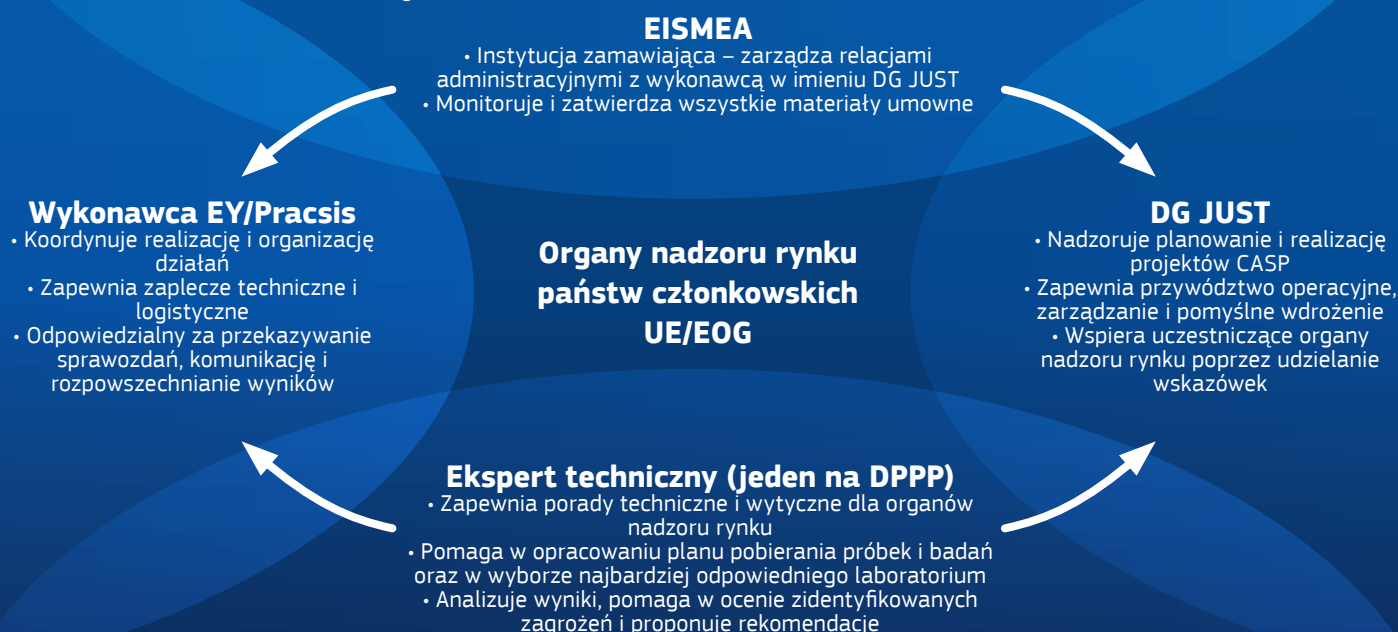 EISMEA
• Instytucja zamawiająca – zarządza relacjami
administracyjnymi z wykonawcą w imieniu DG JUST
• Monitoruje i zatwierdza wszystkie materiały umowne
Wykonawca EY/Pracsis
• Koordynuje realizację i organizację
działań
• Zapewnia zaplecze techniczne i
logistyczne
• Odpowiedzialny za przekazywanie
sprawozdań, komunikację i
rozpowszechnianie wyników
Organy nadzoru rynku
państw członkowskich
UE/EOG
DG JUST
• Nadzoruje planowanie i realizację
projektów CASP
• Zapewnia przywództwo operacyjne,
zarządzanie i pomyślne wdrożenie
• Wspiera uczestniczące organy
nadzoru rynku poprzez udzielanie
wskazówek
Ekspert techniczny (jeden na DPPP)
• Zapewnia porady techniczne i wytyczne dla organów
nadzoru rynku
• Pomaga w opracowaniu planu pobierania próbek i badań
oraz w wyborze najbardziej odpowiedniego laboratorium
• Analizuje wyniki, pomaga w ocenie zidentyfikowanych
zagrożeń i proponuje rekomendacje